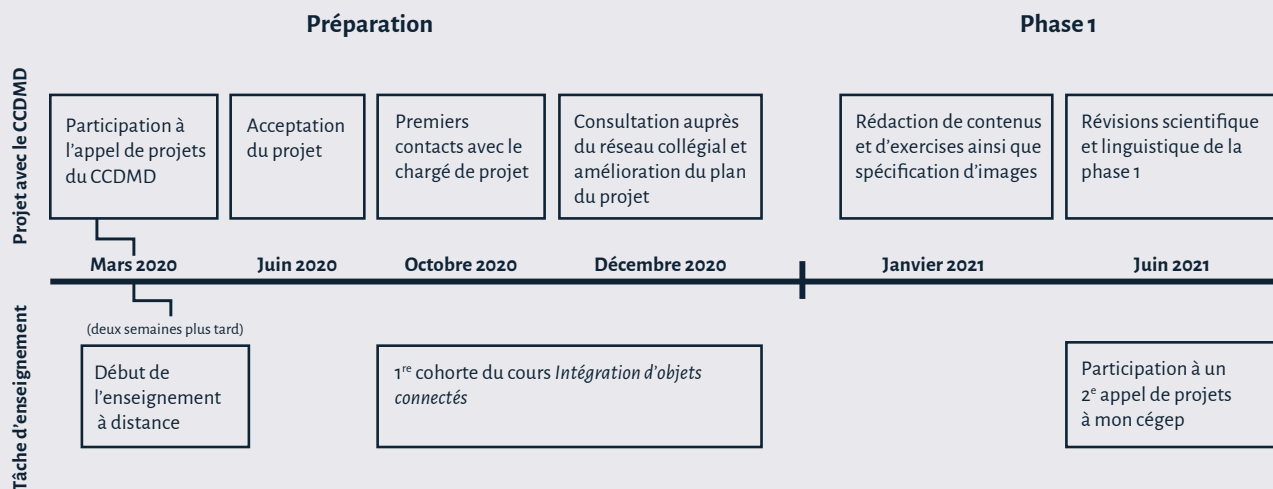 Préparation
Phase 1
Projet avec le CCDMD
Participation à
l'appel de projets
du CCDMD
Acceptation
du projet
Premiers
contacts avec le
chargé de projet
Consultation auprès
du réseau collégial et
amélioration du plan
du projet
Rédaction de contenus
et d'exercises ainsi que
spécification d'images
Révisions scientifique
et linguistique de la
phase 1
Mars 2020
Juin 2020
Octobre 2020
Décembre 2020
Janvier 2021
Juin 2021
Tâche d'enseignement
(deux semaines plus tard)
Début de
l'enseignement
à distance
1re cohorte du cours Intégration d'objets
connectés
Participation à un
2e appel de projets
à mon cégep